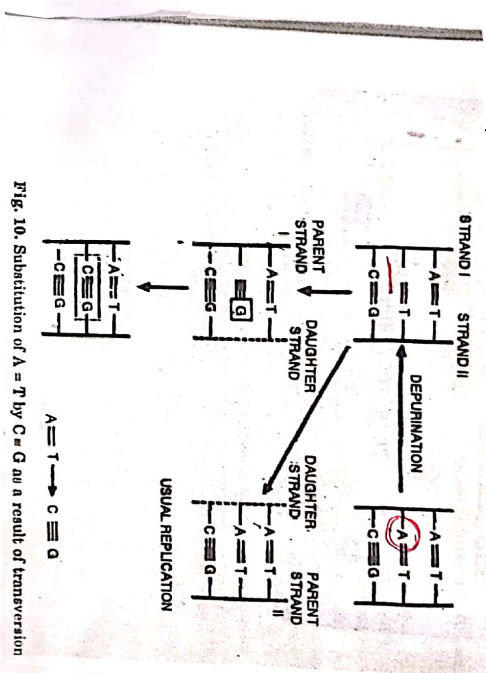 STRAND I STRAND II
A = T
= T
C ≡ G
DEPURINATION
A = T
A = T
C ≡ G
PARENT STRAND I
DAUGHTER STRAND
DAUGHTER STRAND
PARENT STRAND II
A = T
≡ G
C ≡ G
A = T
A = T
C ≡ G
USUAL REPLICATION
A = T
C ≡ G
C ≡ G
A = T → C ≡ G
Fig. 10. Substitution of A = T by C ≡ G as a result of transversion